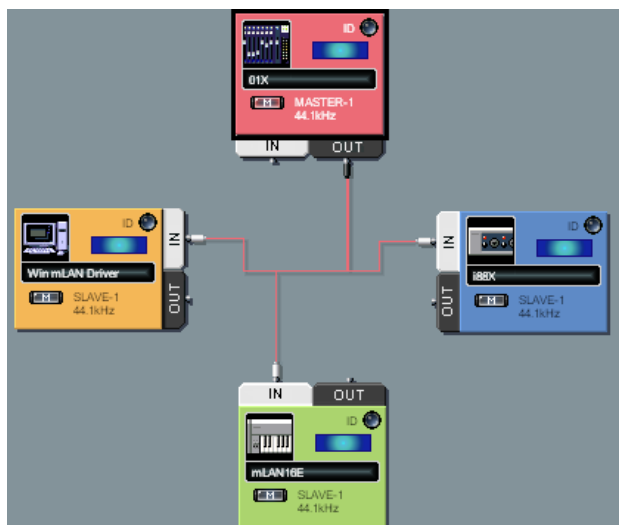 ID
01X
M MASTER-1
44.1kHz
IN OUT
ID
IN
Win mLAN Driver
M SLAVE-1
44.1kHz
OUT
ID
IN
i88X
M SLAVE-1
44.1kHz
OUT
IN OUT
ID
mLAN16E
M SLAVE-1
44.1kHz